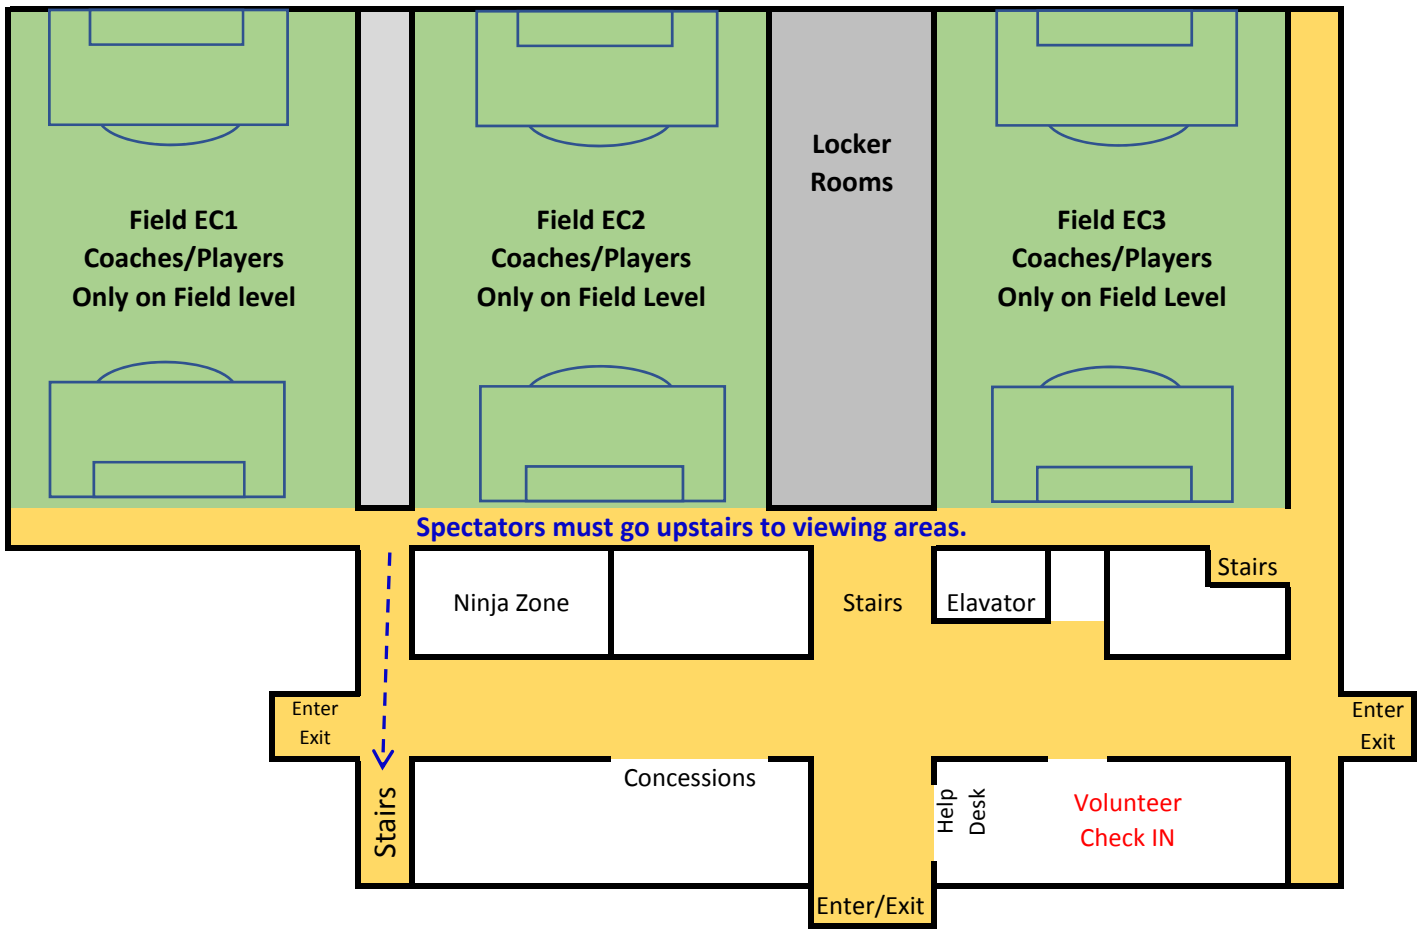 Locker
Rooms
Field EC1
Coaches/Players
Only on Field level
Field EC2
Coaches/Players
Only on Field Level
Field EC3
Coaches/Players
Only on Field Level
Spectators must go upstairs to viewing areas.
Stairs
Ninja Zone
Stairs
Elavator
Enter
Exit
Enter
Exit
Concessions
Stairs
Help
Desk
Volunteer
Check IN
Enter/Exit